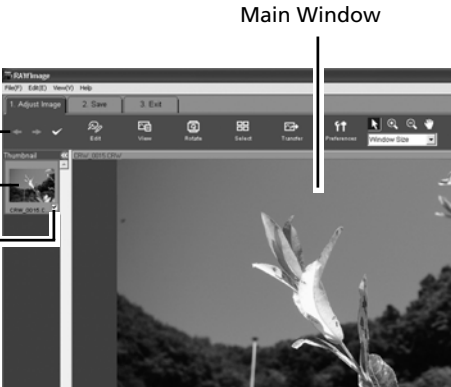 Main Window
RAWImage
File(F) Edit(E) View(V) Help
1. Adjust Image 2. Save 3. Exit
Edit View Rotate Select Transfer Preferences Window Size
Thumbnail CRW_0015.CRW
CRW_0015.C